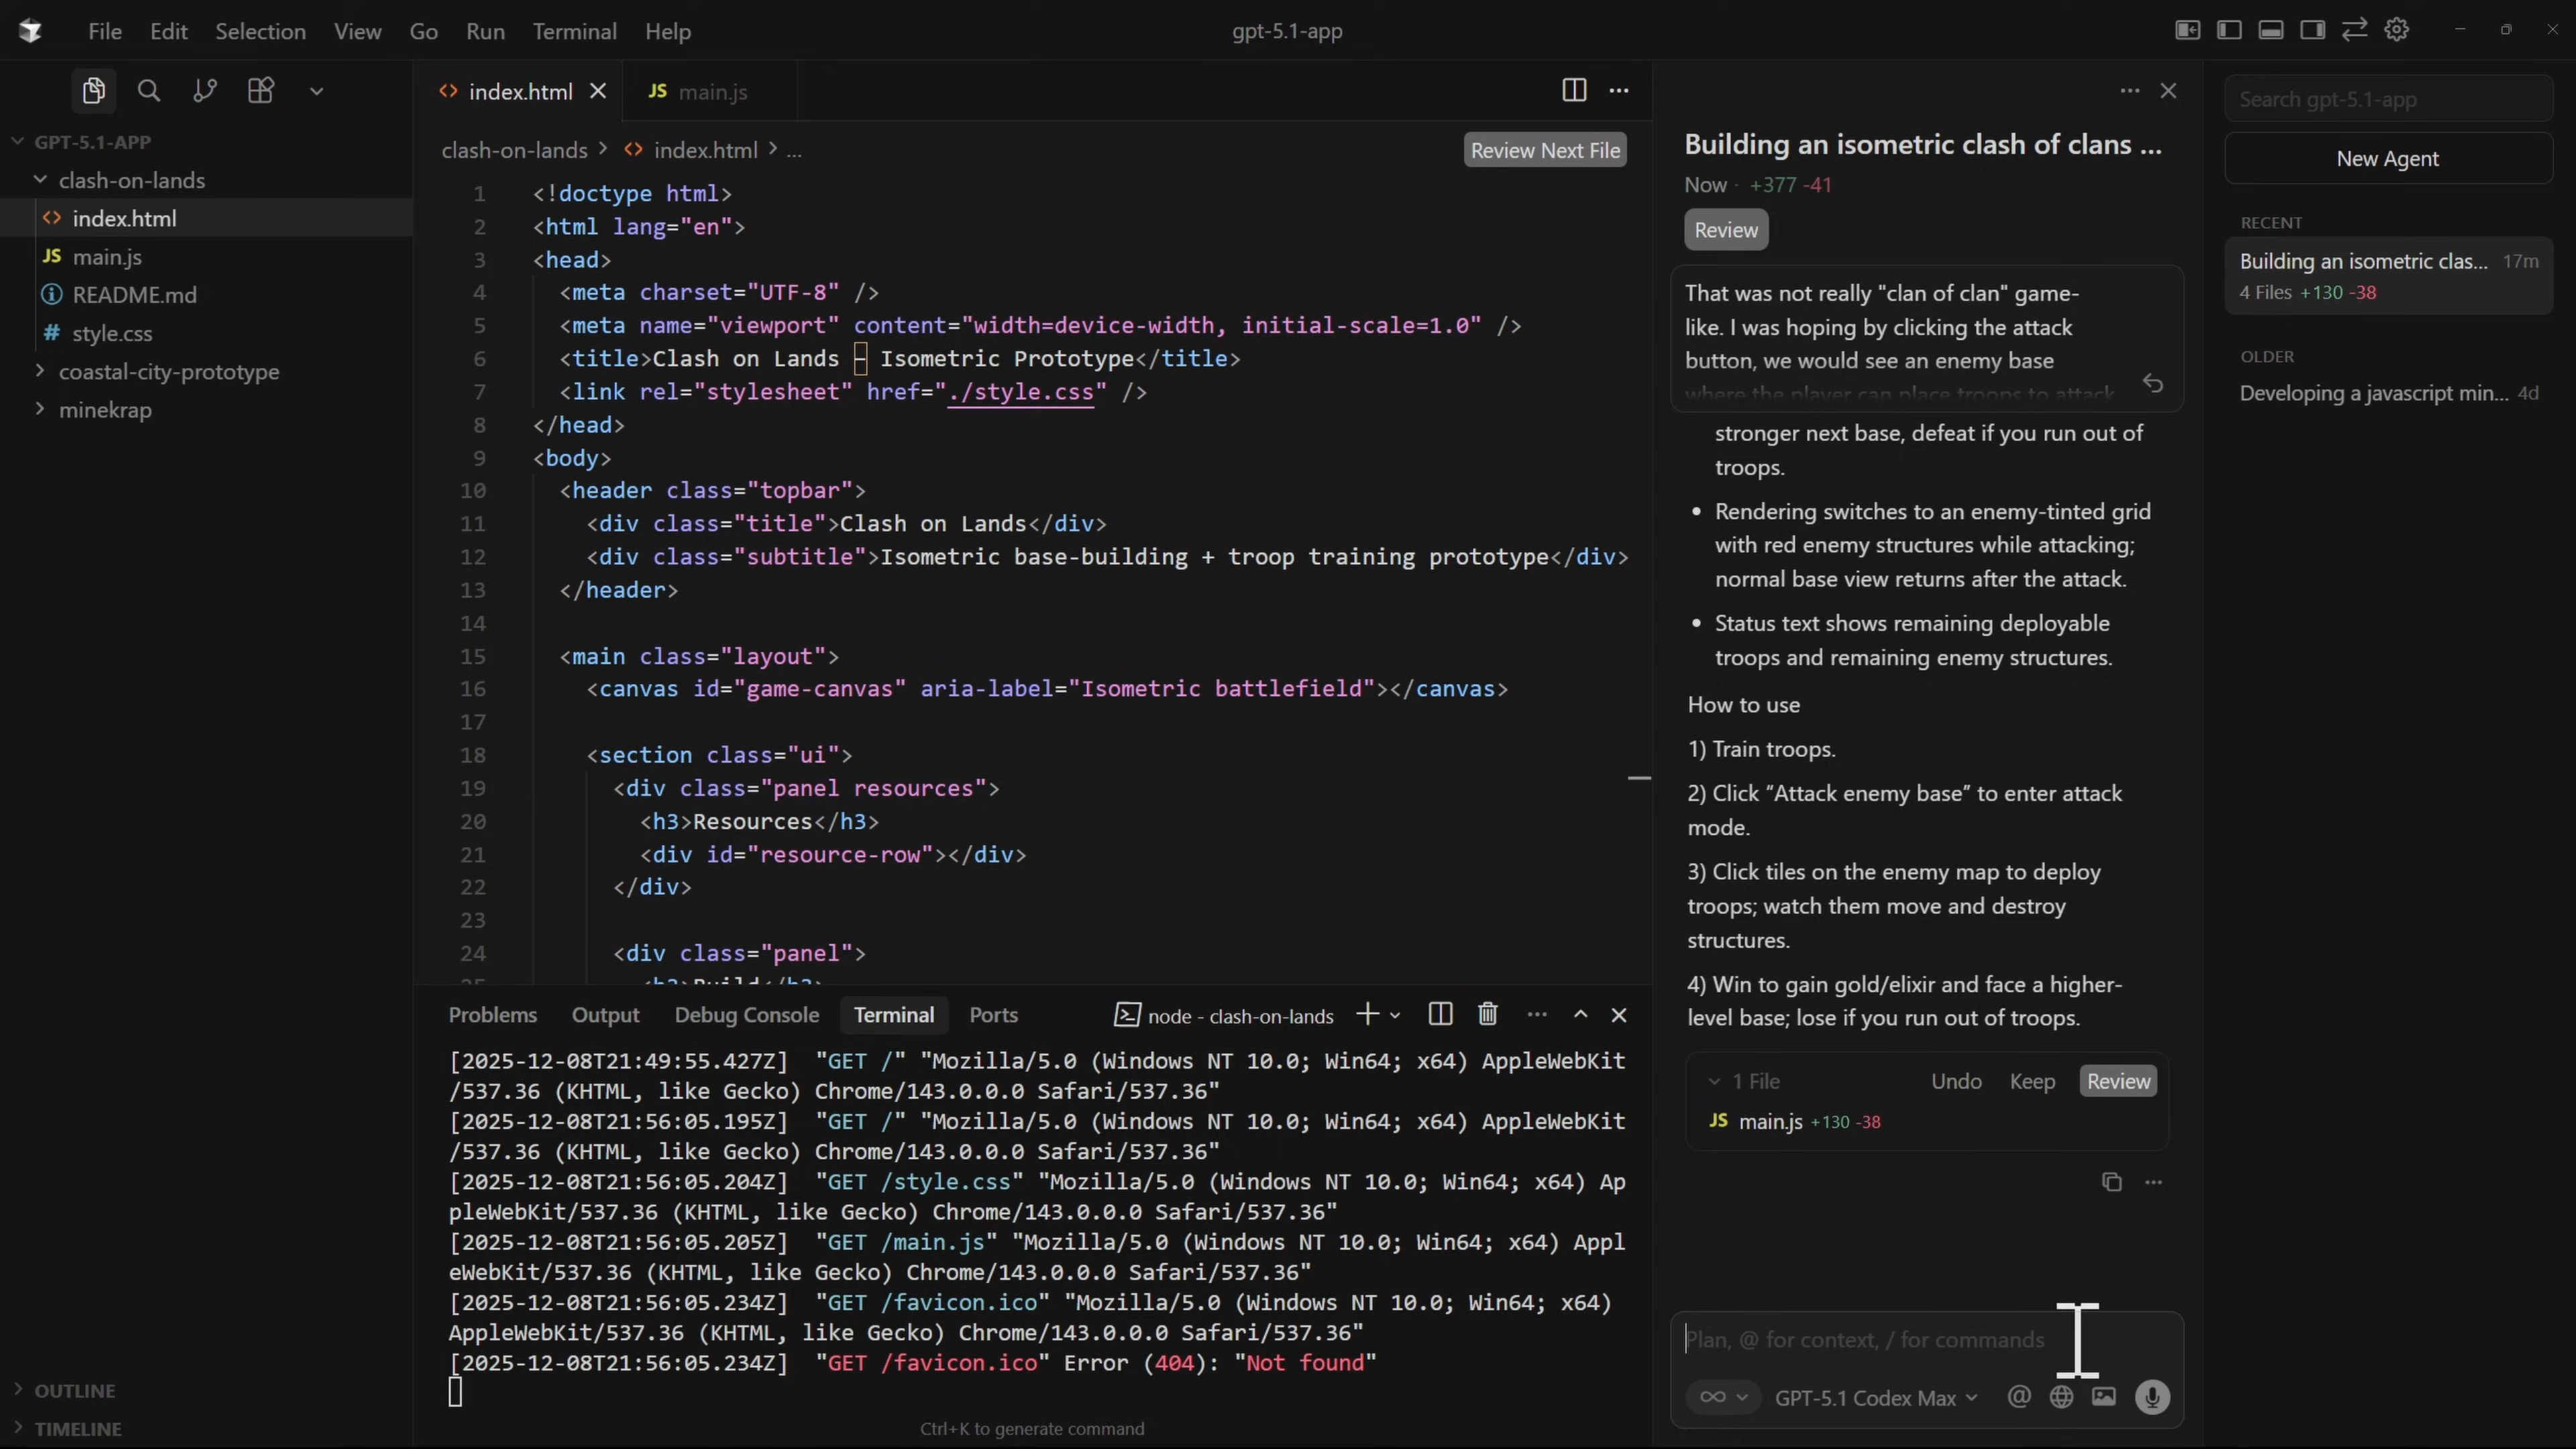 File Edit Selection View Go Run Terminal Help
gpt-5.1-app
GPT-5.1-APP
clash-on-lands
index.html
JS main.js
README.md
# style.css
coastal-city-prototype
minekrap
OUTLINE
TIMELINE
index.html
JS main.js
clash-on-lands > index.html > ...
Review Next File
1 <!doctype html>
2 <html lang="en">
3 <head>
4 <meta charset="UTF-8" />
5 <meta name="viewport" content="width=device-width, initial-scale=1.0" />
6 <title>Clash on Lands – Isometric Prototype</title>
7 <link rel="stylesheet" href="./style.css" />
8 </head>
9 <body>
10 <header class="topbar">
11 <div class="title">Clash on Lands</div>
12 <div class="subtitle">Isometric base-building + troop training prototype</div>
13 </header>
14
15 <main class="layout">
16 <canvas id="game-canvas" aria-label="Isometric battlefield"></canvas>
17
18 <section class="ui">
19 <div class="panel resources">
20 <h3>Resources</h3>
21 <div id="resource-row"></div>
22 </div>
23
24 <div class="panel">
25 <h3>Build</h3>
Problems Output Debug Console Terminal Ports
node - clash-on-lands
[2025-12-08T21:49:55.427Z] "GET /" "Mozilla/5.0 (Windows NT 10.0; Win64; x64) AppleWebKit
/537.36 (KHTML, like Gecko) Chrome/143.0.0.0 Safari/537.36"
[2025-12-08T21:56:05.195Z] "GET /" "Mozilla/5.0 (Windows NT 10.0; Win64; x64) AppleWebKit
/537.36 (KHTML, like Gecko) Chrome/143.0.0.0 Safari/537.36"
[2025-12-08T21:56:05.204Z] "GET /style.css" "Mozilla/5.0 (Windows NT 10.0; Win64; x64) Ap
pleWebKit/537.36 (KHTML, like Gecko) Chrome/143.0.0.0 Safari/537.36"
[2025-12-08T21:56:05.205Z] "GET /main.js" "Mozilla/5.0 (Windows NT 10.0; Win64; x64) Appl
eWebKit/537.36 (KHTML, like Gecko) Chrome/143.0.0.0 Safari/537.36"
[2025-12-08T21:56:05.234Z] "GET /favicon.ico" "Mozilla/5.0 (Windows NT 10.0; Win64; x64)
AppleWebKit/537.36 (KHTML, like Gecko) Chrome/143.0.0.0 Safari/537.36"
[2025-12-08T21:56:05.234Z] "GET /favicon.ico" Error (404): "Not found"
Ctrl+K to generate command
Building an isometric clash of clans ...
Now · +377 -41
Review
That was not really "clan of clan" game-
like. I was hoping by clicking the attack
button, we would see an enemy base
where the player can place troops to attack
stronger next base, defeat if you run out of
troops.
• Rendering switches to an enemy-tinted grid
with red enemy structures while attacking;
normal base view returns after the attack.
• Status text shows remaining deployable
troops and remaining enemy structures.
How to use
1) Train troops.
2) Click “Attack enemy base” to enter attack
mode.
3) Click tiles on the enemy map to deploy
troops; watch them move and destroy
structures.
4) Win to gain gold/elixir and face a higher-
level base; lose if you run out of troops.
1 File Undo Keep Review
JS main.js +130 -38
Plan, @ for context, / for commands
GPT-5.1 Codex Max
Search gpt-5.1-app
New Agent
RECENT
Building an isometric clas... 17m
4 Files +130 -38
OLDER
Developing a javascript min... 4d